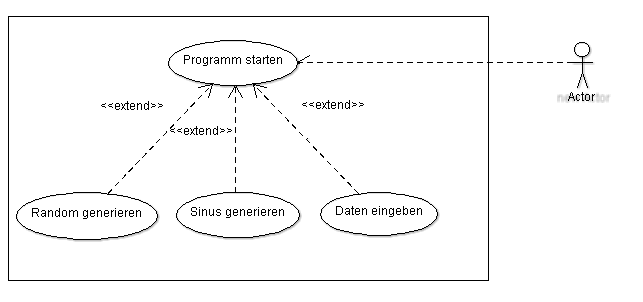 Programm starten
<<extend>>
<<extend>>
<<extend>>
Actor
Random generieren
Sinus generieren
Daten eingeben